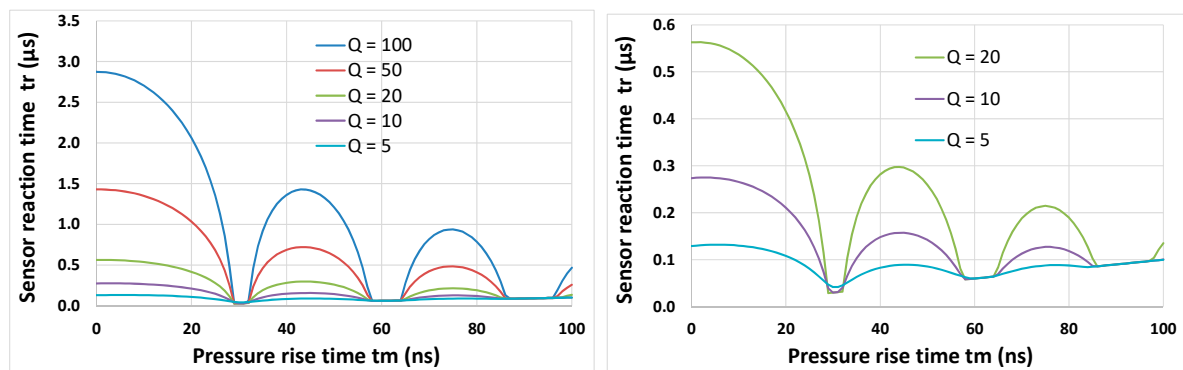 Sensor reaction time tr (µs)
3.5
3.0
2.5
2.0
1.5
1.0
0.5
0.0
Q = 100
Q = 50
Q = 20
Q = 10
Q = 5
0 20 40 60 80 100
Pressure rise time tm (ns)
Sensor reaction time tr (µs)
0.6
0.5
0.4
0.3
0.2
0.1
0.0
Q = 20
Q = 10
Q = 5
0 20 40 60 80 100
Pressure rise time tm (ns)